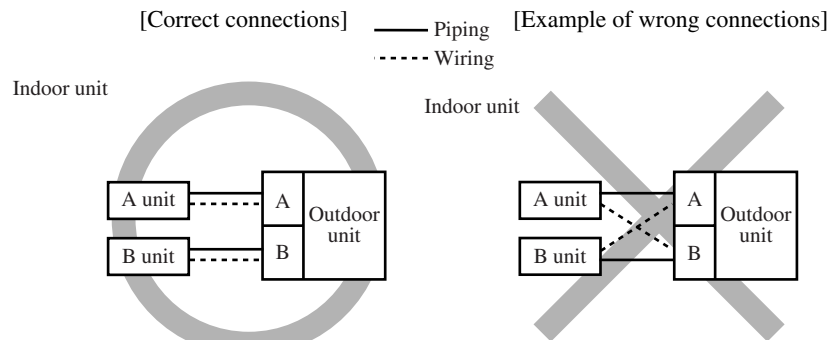 [Correct connections]
Piping
Wiring
Indoor unit
A unit
A
Outdoor
unit
B unit
B
[Example of wrong connections]
Indoor unit
A unit
A
Outdoor
unit
B unit
B